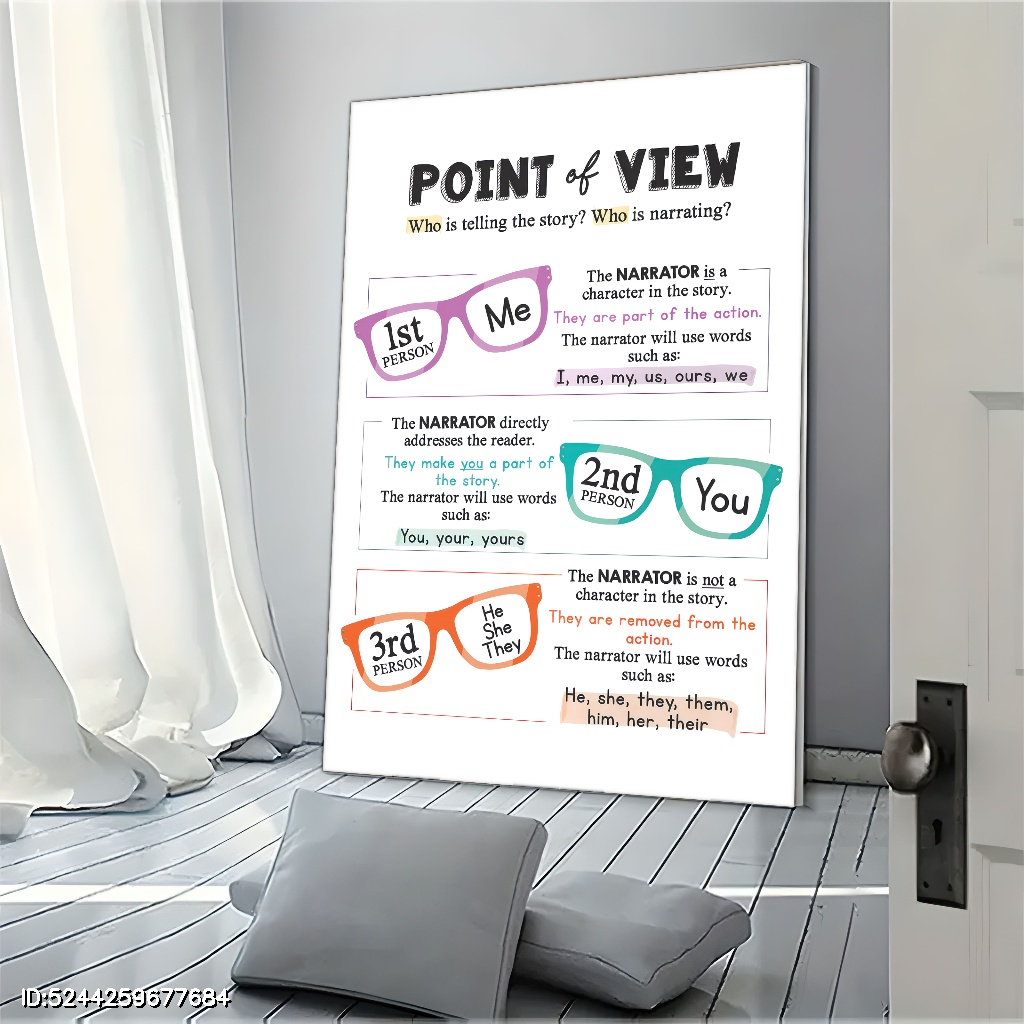 POINT of VIEW
Who is telling the story? Who is narrating?
1st
PERSON
Me
The NARRATOR is a
character in the story.
They are part of the action.
The narrator will use words
such as:
I, me, my, us, ours, we
The NARRATOR directly
addresses the reader.
They make you a part of
the story.
The narrator will use words
such as:
You, your, yours
2nd
PERSON
You
3rd
PERSON
He
She
They
The NARRATOR is not a
character in the story.
They are removed from the
action.
The narrator will use words
such as:
He, she, they, them,
him, her, their
ID:5244259677684